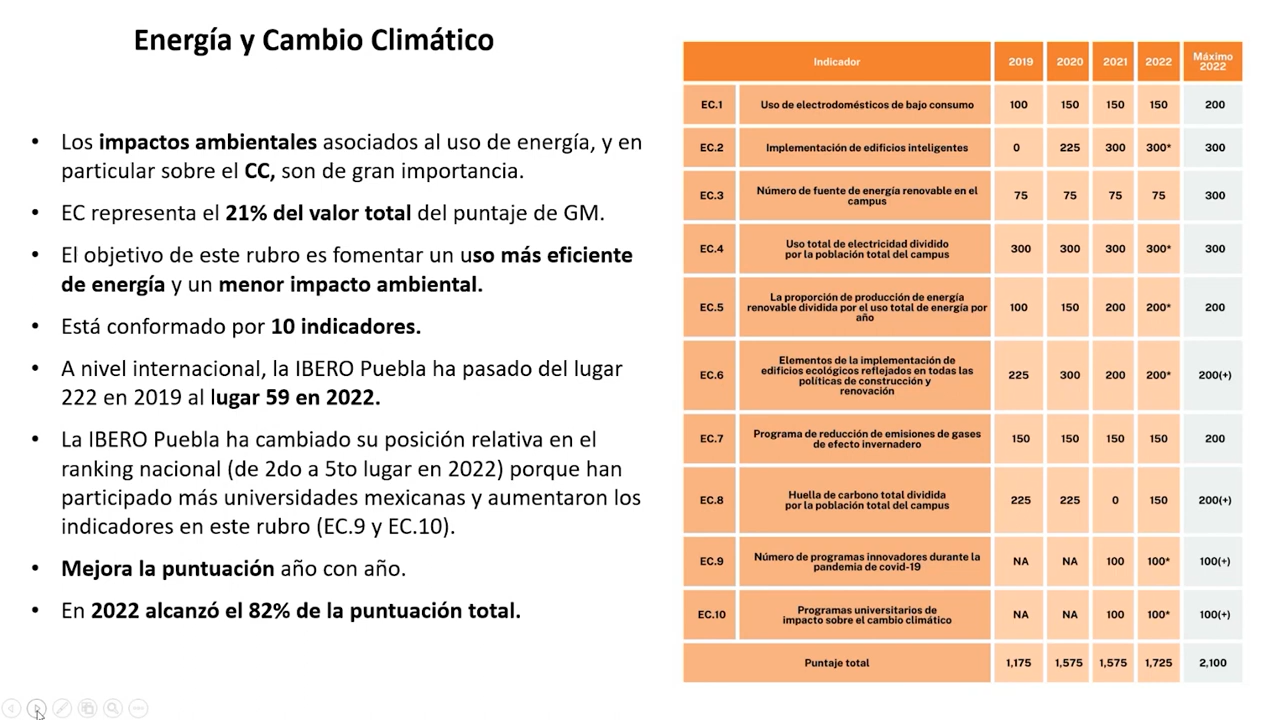 Energía y Cambio Climático
• Los impactos ambientales asociados al uso de energía, y en
particular sobre el CC, son de gran importancia.
• EC representa el 21% del valor total del puntaje de GM.
• El objetivo de este rubro es fomentar un uso más eficiente
de energía y un menor impacto ambiental.
• Está conformado por 10 indicadores.
• A nivel internacional, la IBERO Puebla ha pasado del lugar
222 en 2019 al lugar 59 en 2022.
• La IBERO Puebla ha cambiado su posición relativa en el
ranking nacional (de 2do a 5to lugar en 2022) porque han
participado más universidades mexicanas y aumentaron los
indicadores en este rubro (EC.9 y EC.10).
• Mejora la puntuación año con año.
• En 2022 alcanzó el 82% de la puntuación total.
Indicador 2019 2020 2021 2022 Máximo
2022
EC.1 Uso de electrodomésticos de bajo consumo 100 150 150 150 200
EC.2 Implementación de edificios inteligentes 0 225 300 300* 300
EC.3 Número de fuente de energía renovable en el
campus 75 75 75 75 300
EC.4 Uso total de electricidad dividido
por la población total del campus 300 300 300 300* 300
EC.5 La proporción de producción de energía
renovable dividida por el uso total de energía por
año 100 150 200 200* 200
EC.6 Elementos de la implementación de
edificios ecológicos reflejados en todas las
políticas de construcción y
renovación 225 300 200 200* 200(+)
EC.7 Programa de reducción de emisiones de gases
de efecto invernadero 150 150 150 150 200
EC.8 Huella de carbono total dividida
por la población total del campus 225 225 0 150 200(+)
EC.9 Número de programas innovadores durante la
pandemia de covid-19 NA NA 100 100* 100(+)
EC.10 Programas universitarios de
impacto sobre el cambio climático NA NA 100 100* 100(+)
Puntaje total 1,175 1,575 1,575 1,725 2,100